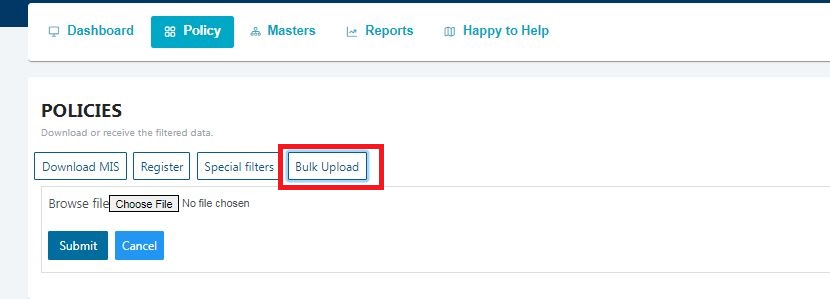 Dashboard Policy Masters Reports Happy to Help
POLICIES
Download or receive the filtered data.
Download MIS Register Special filters Bulk Upload
Browse file Choose File No file chosen
Submit Cancel